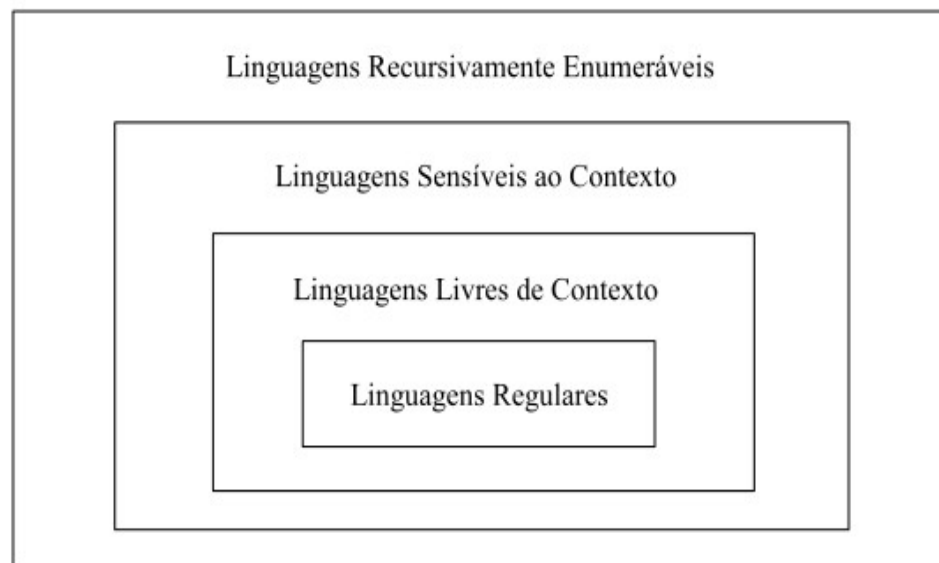 Linguagens Recursivamente Enumeráveis
Linguagens Sensíveis ao Contexto
Linguagens Livres de Contexto
Linguagens Regulares